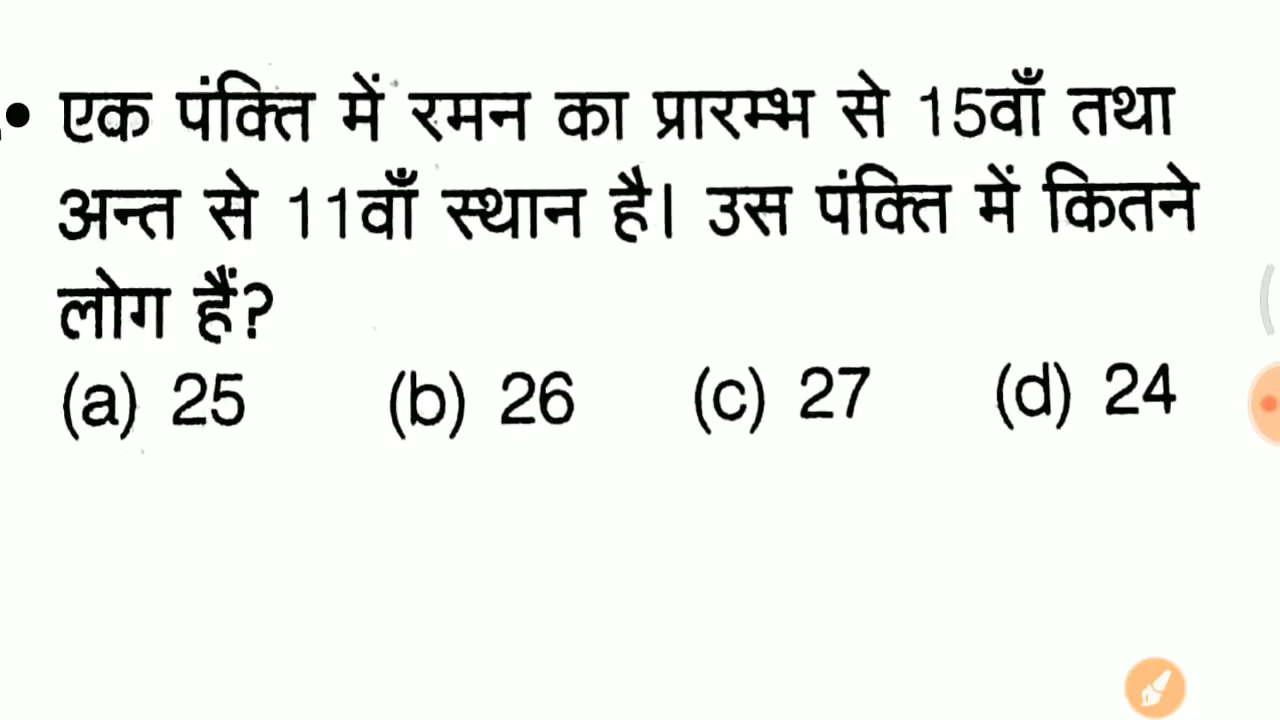 • एक पंक्ति में रमन का प्रारम्भ से 15वाँ तथा
अन्त से 11वाँ स्थान है। उस पंक्ति में कितने
लोग हैं?
(a) 25 (b) 26 (c) 27 (d) 24